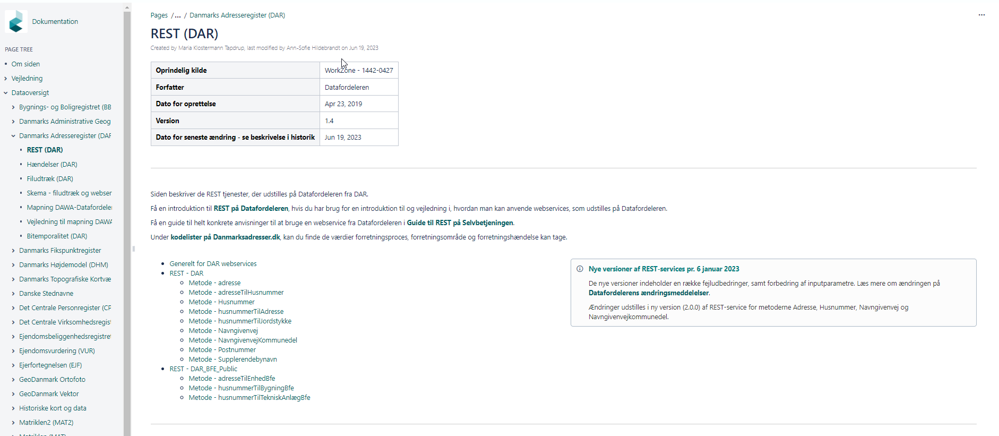 Dokumentation
PAGE TREE
Om siden
Vejledning
Dataoversigt
Bygnings- og Boligregistret (BB
Danmarks Administrative Geog
Danmarks Adresseregister (DAF
REST (DAR)
Hændelser (DAR)
Filudtræk (DAR)
Skema - filudtræk og webser
Mapning DAWA-Datafordeler
Vejledning til mapning DAWA
Bitemporalitet (DAR)
Danmarks Fikspunktregister
Danmarks Højdemodel (DHM)
Danmarks Topografiske Kortvæ
Danske Stednavne
Det Centrale Personregister (CP
Det Centrale Virksomhedsregist
Ejendomsbeliggenhedsregistret
Ejendomsvurdering (VUR)
Ejerfortegnelsen (EJF)
GeoDanmark Ortofoto
GeoDanmark Vektor
Historiske kort og data
Matriklen2 (MAT2)
Matriklen (MAT)
Pages /... / Danmarks Adresseregister (DAR)
REST (DAR)
Created by Maria Klostermann Tapdrup, last modified by Ann-Sofie Hildebrandt on Jun 19, 2023
Oprindelig kilde WorkZone - 1442-0427
Forfatter Datafordeleren
Dato for oprettelse Apr 23, 2019
Version 1.4
Dato for seneste ændring - se beskrivelse i historik Jun 19, 2023
Siden beskriver de REST tjenester, der udstilles på Datafordeleren fra DAR.
Få en introduktion til REST på Datafordeleren, hvis du har brug for en introduktion til og vejledning i, hvordan man kan anvende webservices, som udstilles på Datafordeleren.
Få en guide til helt konkrete anvisninger til at bruge en webservice fra Datafordeleren i Guide til REST på Selvbetjeningen.
Under kodelister på Danmarksadresser.dk, kan du finde de værdier forretningsproces, forretningsområde og forretningshændelse kan tage.
Generelt for DAR webservices
REST - DAR
Metode - adresse
Metode - adresseTilHusnummer
Metode - Husnummer
Metode - husnummerTilAdresse
Metode - husnummerTilJordstykke
Metode - Navngivenvej
Metode - NavngivenvejKommunedel
Metode - Postnummer
Metode - Supplerendebynavn
REST - DAR_BFE_Public
Metode - adresseTilEnhedBfe
Metode - husnummerTilBygningBfe
Metode - husnummerTilTekniskAnlægBfe
Nye versioner af REST-services pr. 6 januar 2023
De nye versioner indeholder en række fejludbedringer, samt forbedring af inputparametre. Læs mere om ændringen på
Datafordelerens ændringsmeddelelser.
Ændringer udstilles i ny version (2.0.0) af REST-service for metoderne Adresse, Husnummer, Navngivenvej og
Navngivenvejkommunedel.